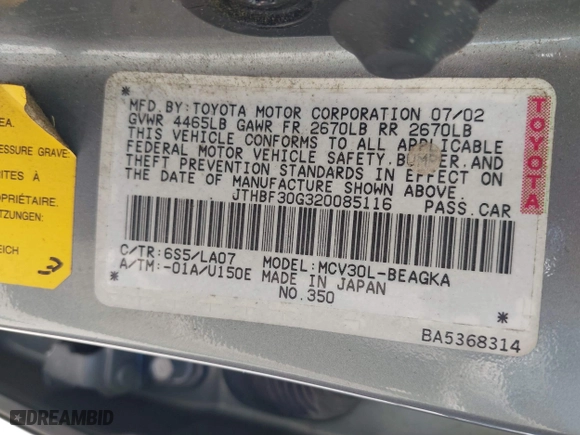 MFD.BY:TOYOTA MOTOR CORPORATION 07/02
GVWR 4465LB GAWR FR 2670LB RR 2670LB
THIS VEHICLE CONFORMS TO ALL APPLICABLE
FEDERAL MOTOR VEHICLE SAFETY,BUMPER,AND
THEFT PREVENTION STANDARDS IN EFFECT ON
THE DATE OF MANUFACTURE SHOWN ABOVE.
JTHBF30G320085116 PASS.CAR
C/TR:6S5/LA07 MODEL:MCV30L-BEAGKA
A/TM:-01A/U150E MADE IN JAPAN
NO.350
BA5368314
TOYOTA
EA.
ESSURE GRAVE:
ITES À
PROPRIÉTAIRE.
TZUNGEN:
EICH
DREAMBID